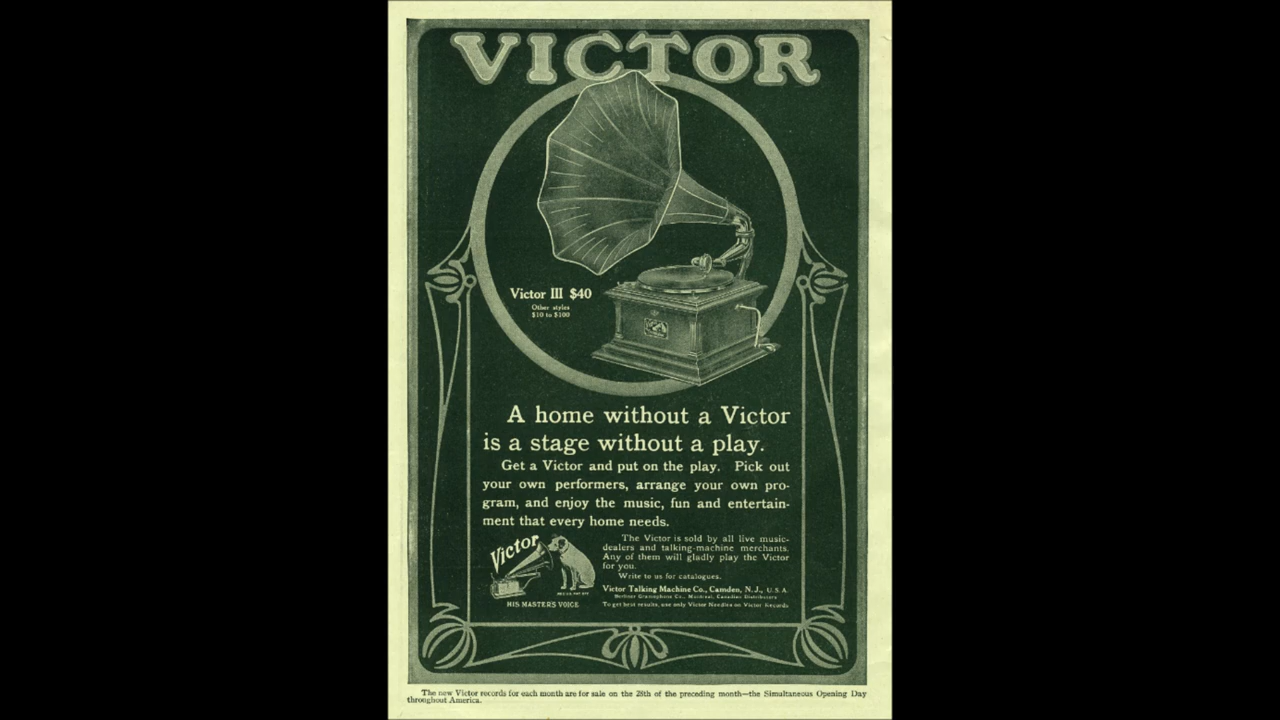 VICTOR
Victor III $40
Other styles
$10 to $100
A home without a Victor
is a stage without a play.
Get a Victor and put on the play. Pick out
your own performers, arrange your own pro-
gram, and enjoy the music, fun and entertain-
ment that every home needs.
Victor
HIS MASTER'S VOICE
The Victor is sold by all live music-
dealers and talking-machine merchants.
Any of them will gladly play the Victor
for you.
Write to us for catalogues.
Victor Talking Machine Co., Camden, N.J., U.S.A.
Berliner Gramophone Co., Montreal, Canadian Distributors
To get best results, use only Victor Needles on Victor Records
The new Victor records for each month are for sale on the 28th of the preceding month—the Simultaneous Opening Day
throughout America.